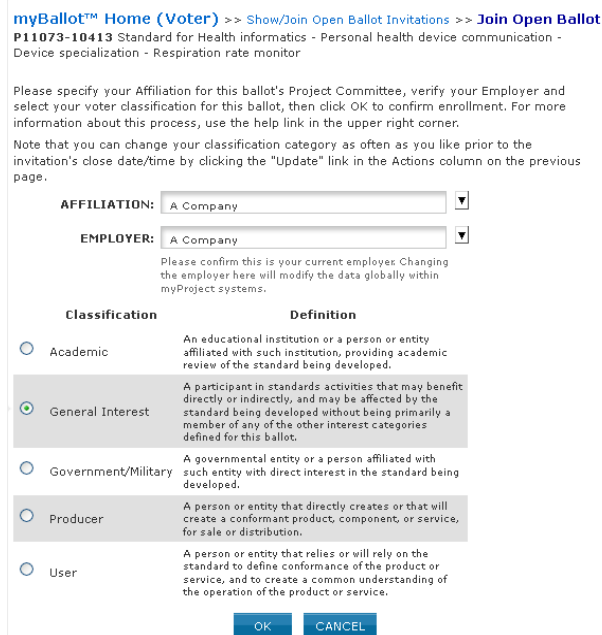 myBallot™ Home (Voter) >> Show/Join Open Ballot Invitations >> Join Open Ballot
P11073-10413 Standard for Health informatics - Personal health device communication -
Device specialization - Respiration rate monitor
Please specify your Affiliation for this ballot's Project Committee, verify your Employer and
select your voter classification for this ballot, then click OK to confirm enrollment. For more
information about this process, use the help link in the upper right corner.
Note that you can change your classification category as often as you like prior to the
invitation's close date/time by clicking the "Update" link in the Actions column on the previous
page.
AFFILIATION: A Company
EMPLOYER: A Company
Please confirm this is your current employer. Changing
the employer here will modify the data globally within
myProject systems.
Classification Definition
Academic
An educational institution or a person or entity
affiliated with such institution, providing academic
review of the standard being developed.
General Interest
A participant in standards activities that may benefit
directly or indirectly, and may be affected by the
standard being developed without being primarily a
member of any of the other interest categories
defined for this ballot.
Government/Military
A governmental entity or a person affiliated with
such entity with direct interest in the standard being
developed.
Producer
A person or entity that directly creates or that will
create a conformant product, component, or service,
for sale or distribution.
User
A person or entity that relies or will rely on the
standard to define conformance of the product or
service, and to create a common understanding of
the operation of the product or service.
OK CANCEL